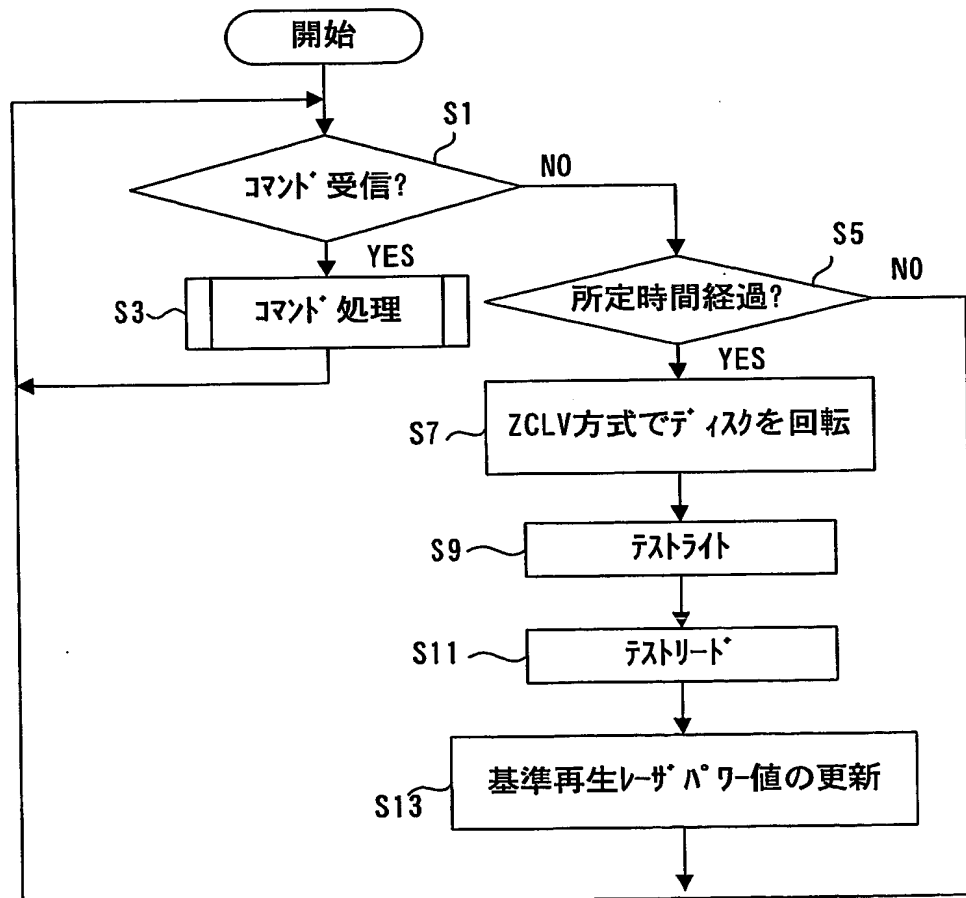 開始
S1
コマンド受信?
NO
YES
S3
コマンド処理
S5
所定時間経過?
NO
YES
S7
ZCLV方式でディスクを回転
S9
テストライト
S11
テストリード
S13
基準再生レーザパワー値の更新